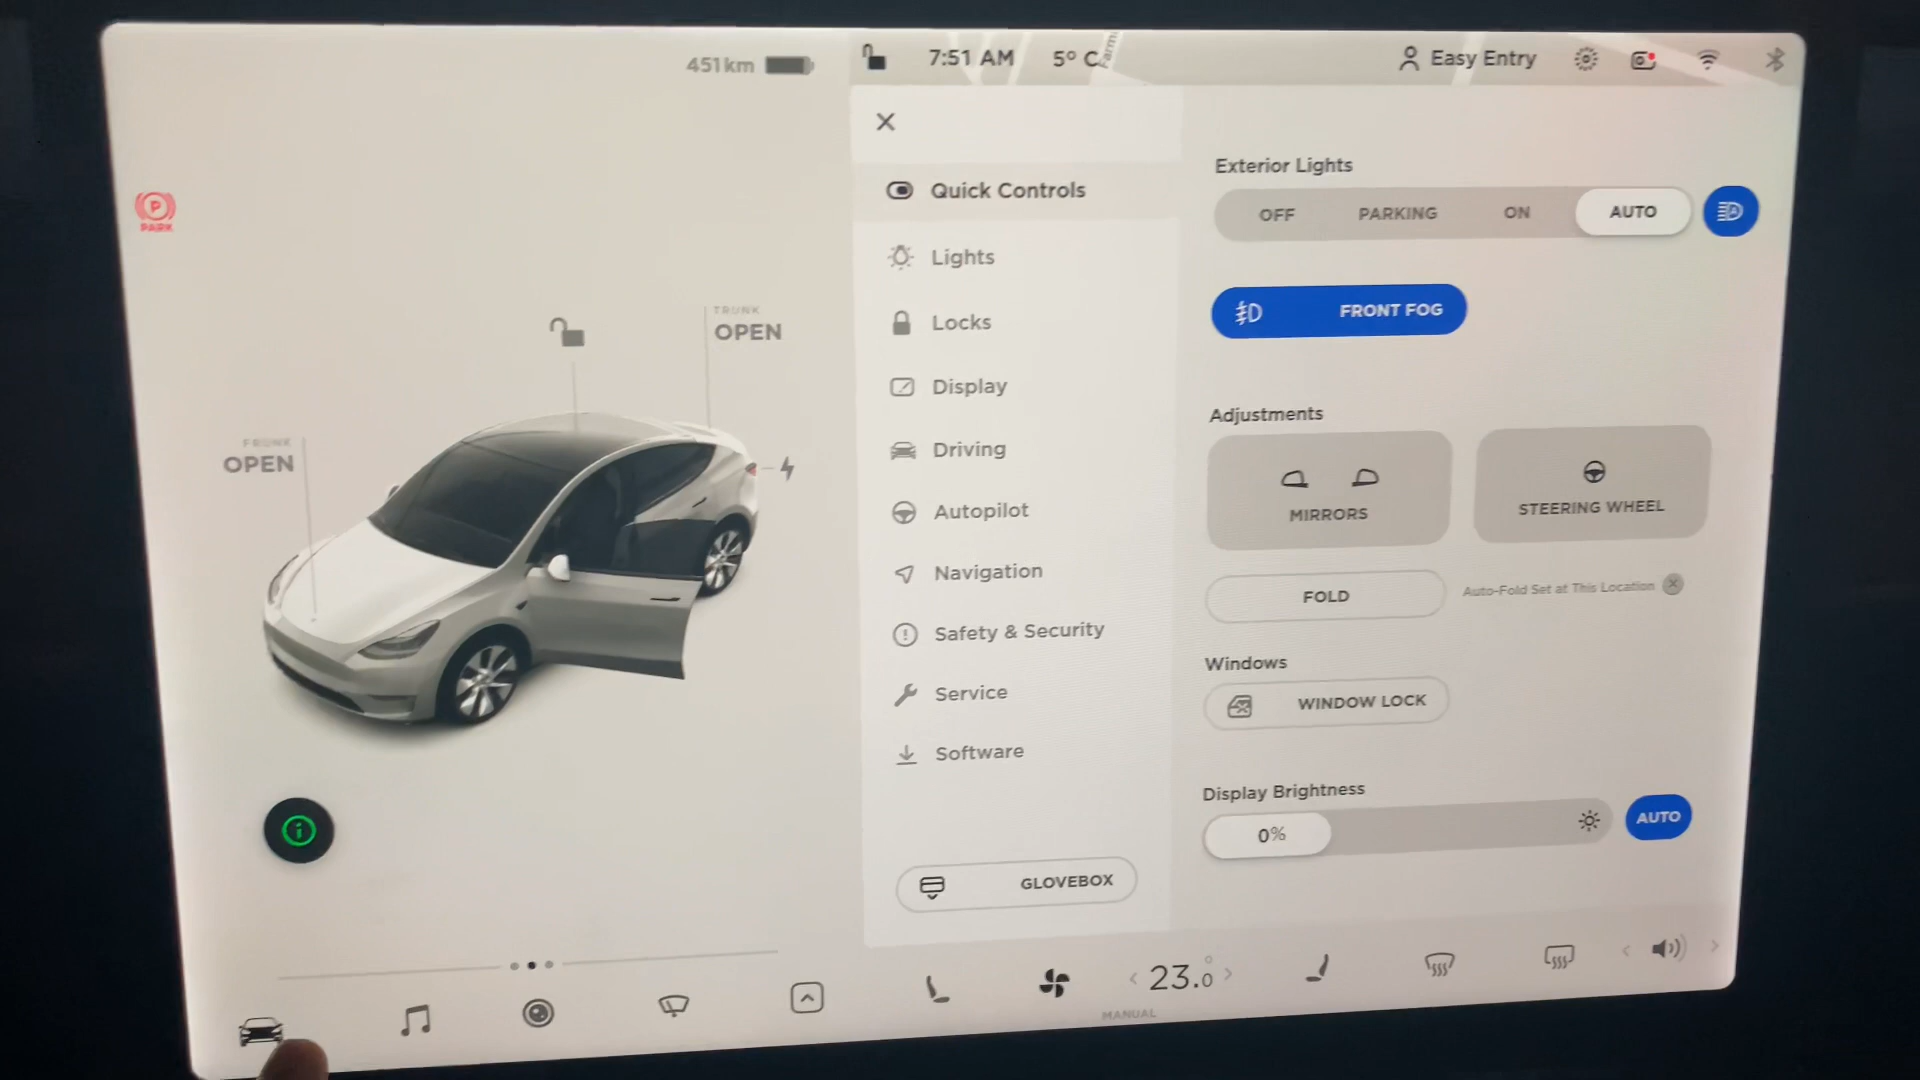 451km
7:51 AM
5° C
Easy Entry
P
PARK
TRUNK
OPEN
FRUNK
OPEN
Quick Controls
Lights
Locks
Display
Driving
Autopilot
Navigation
Safety & Security
Service
Software
GLOVEBOX
Exterior Lights
OFF PARKING ON AUTO
FRONT FOG
Adjustments
MIRRORS
STEERING WHEEL
FOLD
Auto-Fold Set at This Location
Windows
WINDOW LOCK
Display Brightness
0%
AUTO
23.0°
MANUAL